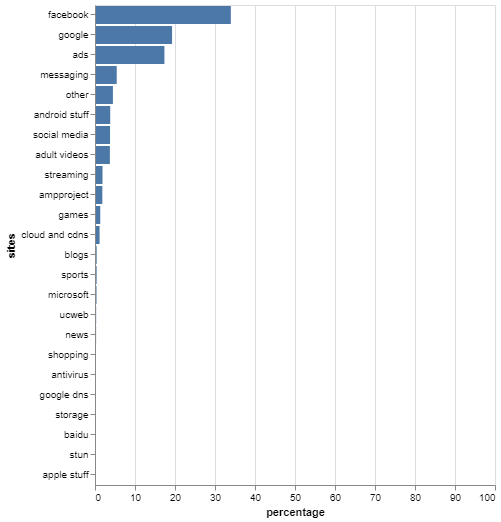 facebook
google
ads
messaging
other
android stuff
social media
adult videos
streaming
ampproject
games
cloud and cdns
blogs
sports
microsoft
ucweb
news
shopping
antivirus
google dns
storage
baidu
stun
apple stuff
sites
0 10 20 30 40 50 60 70 80 90 100
percentage